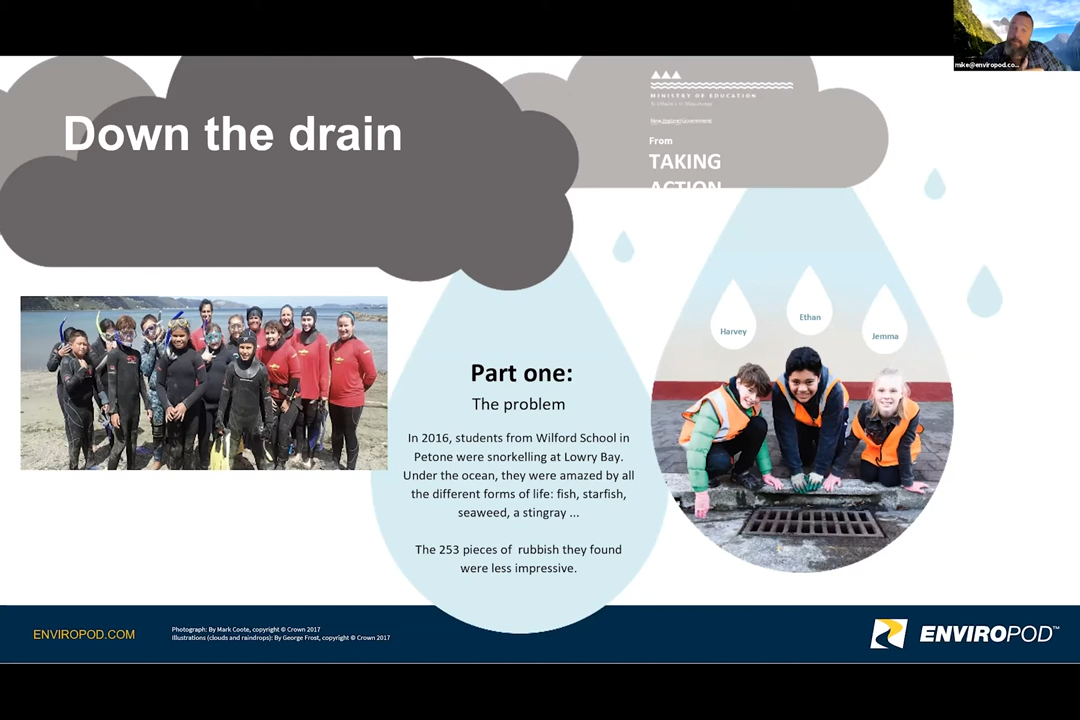 mike@enviropod.co...
Down the drain
MINISTRY OF EDUCATION
New Zealand Government
From
TAKING
ACTION
Harvey
Ethan
Jemma
Part one:
The problem
In 2016, students from Wilford School in
Petone were snorkelling at Lowry Bay.
Under the ocean, they were amazed by all
the different forms of life: fish, starfish,
seaweed, a stingray ...
The 253 pieces of rubbish they found
were less impressive.
ENVIROPOD.COM
Photograph: By Mark Coote, copyright © Crown 2017
Illustrations (clouds and raindrops): By George Frost, copyright © Crown 2017
ENVIROPOD™